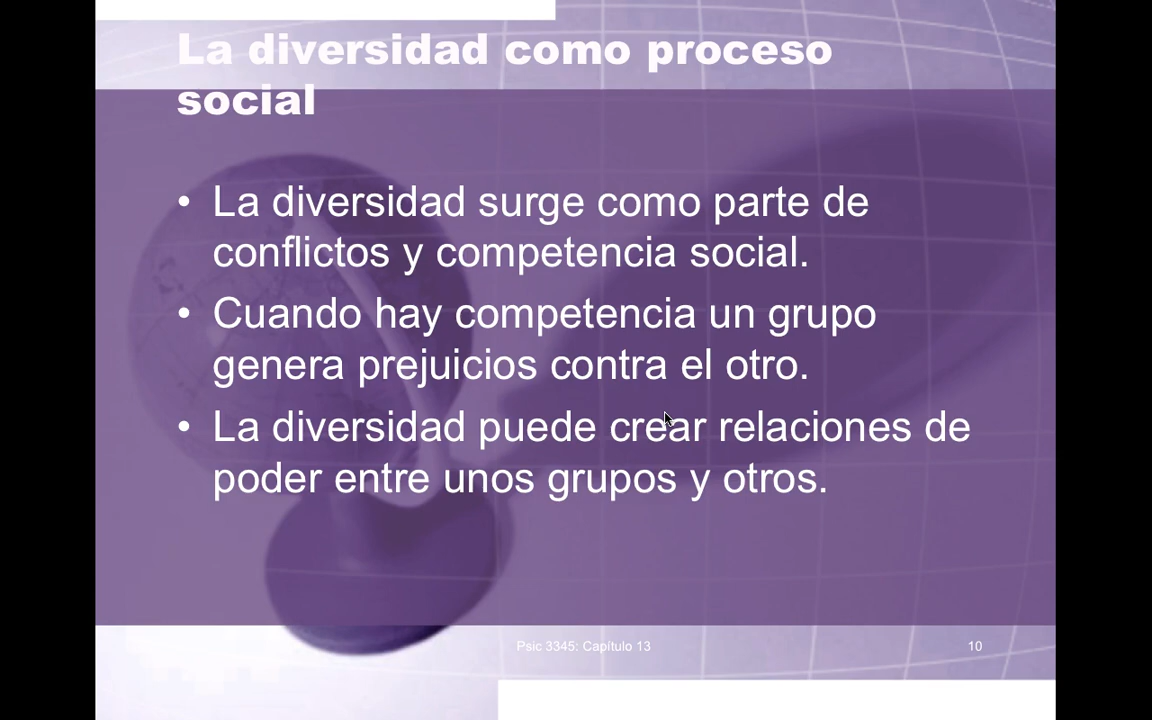 La diversidad como proceso
social
• La diversidad surge como parte de
conflictos y competencia social.
• Cuando hay competencia un grupo
genera prejuicios contra el otro.
• La diversidad puede crear relaciones de
poder entre unos grupos y otros.
Psic 3345: Capítulo 13
10